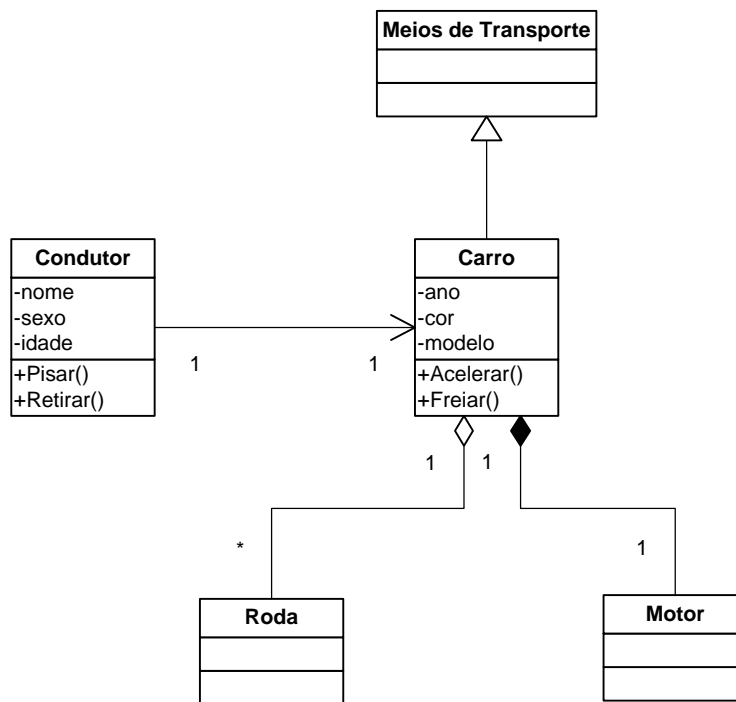 Meios de Transporte
Condutor
-nome
-sexo
-idade
+Pisar()
+Retirar()
1
1
Carro
-ano
-cor
-modelo
+Acelerar()
+Freiar()
1
1
*
1
Roda
Motor